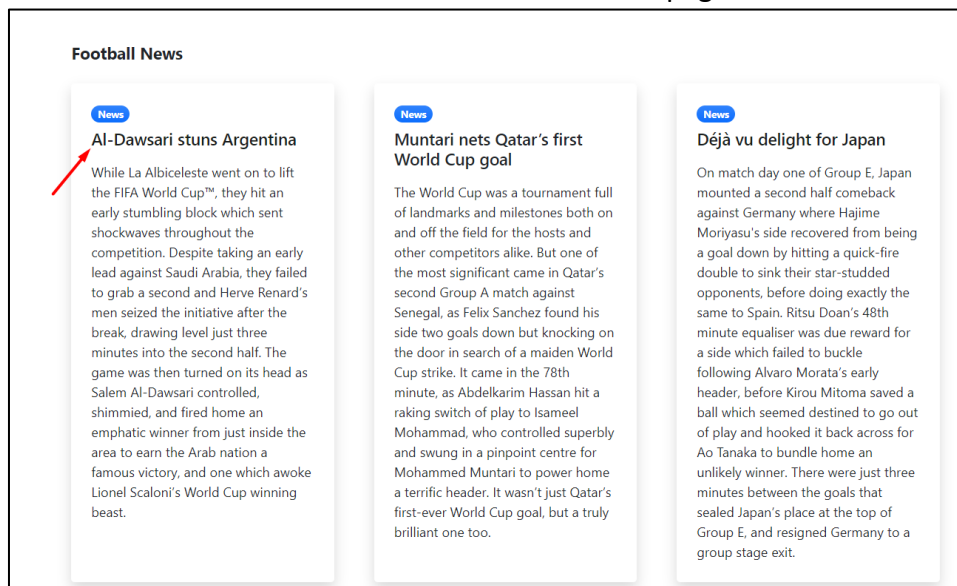 Football News
News
Al-Dawsari stuns Argentina
While La Albiceleste went on to lift
the FIFA World Cup™, they hit an
early stumbling block which sent
shockwaves throughout the
competition. Despite taking an early
lead against Saudi Arabia, they failed
to grab a second and Herve Renard's
men seized the initiative after the
break, drawing level just three
minutes into the second half. The
game was then turned on its head as
Salem Al-Dawsari controlled,
shimmied, and fired home an
emphatic winner from just inside the
area to earn the Arab nation a
famous victory, and one which awoke
Lionel Scaloni's World Cup winning
beast.
News
Muntari nets Qatar's first
World Cup goal
The World Cup was a tournament full
of landmarks and milestones both on
and off the field for the hosts and
other competitors alike. But one of
the most significant came in Qatar's
second Group A match against
Senegal, as Felix Sanchez found his
side two goals down but knocking on
the door in search of a maiden World
Cup strike. It came in the 78th
minute, as Abdelkarim Hassan hit a
raking switch of play to Isameel
Mohammad, who controlled superbly
and swung in a pinpoint centre for
Mohammed Muntari to power home
a terrific header. It wasn't just Qatar's
first-ever World Cup goal, but a truly
brilliant one too.
News
Déjà vu delight for Japan
On match day one of Group E, Japan
mounted a second half comeback
against Germany where Hajime
Moriyasu's side recovered from being
a goal down by hitting a quick-fire
double to sink their star-studded
opponents, before doing exactly the
same to Spain. Ritsu Doan's 48th
minute equaliser was due reward for
a side which failed to buckle
following Alvaro Morata's early
header, before Kirou Mitoma saved a
ball which seemed destined to go out
of play and hooked it back across for
Ao Tanaka to bundle home an
unlikely winner. There were just three
minutes between the goals that
sealed Japan's place at the top of
Group E, and resigned Germany to a
group stage exit.